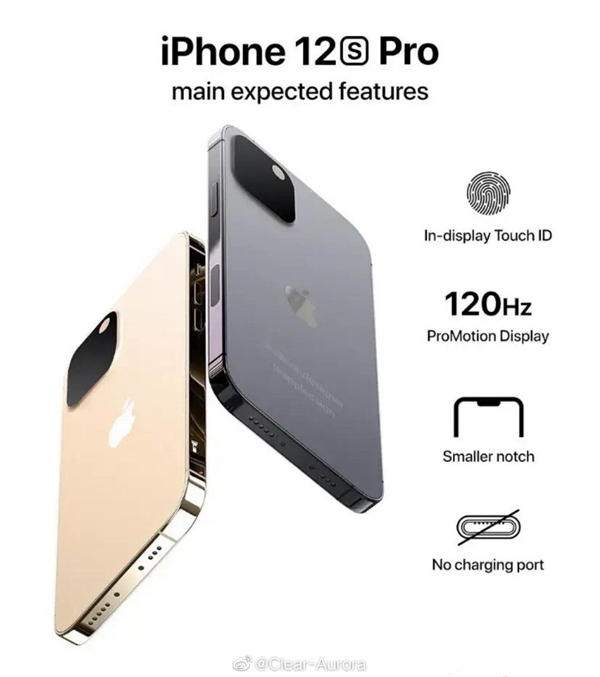 iPhone 12S Pro
main expected features
In-display Touch ID
120Hz
ProMotion Display
Smaller notch
No charging port
@Clear-Aurora